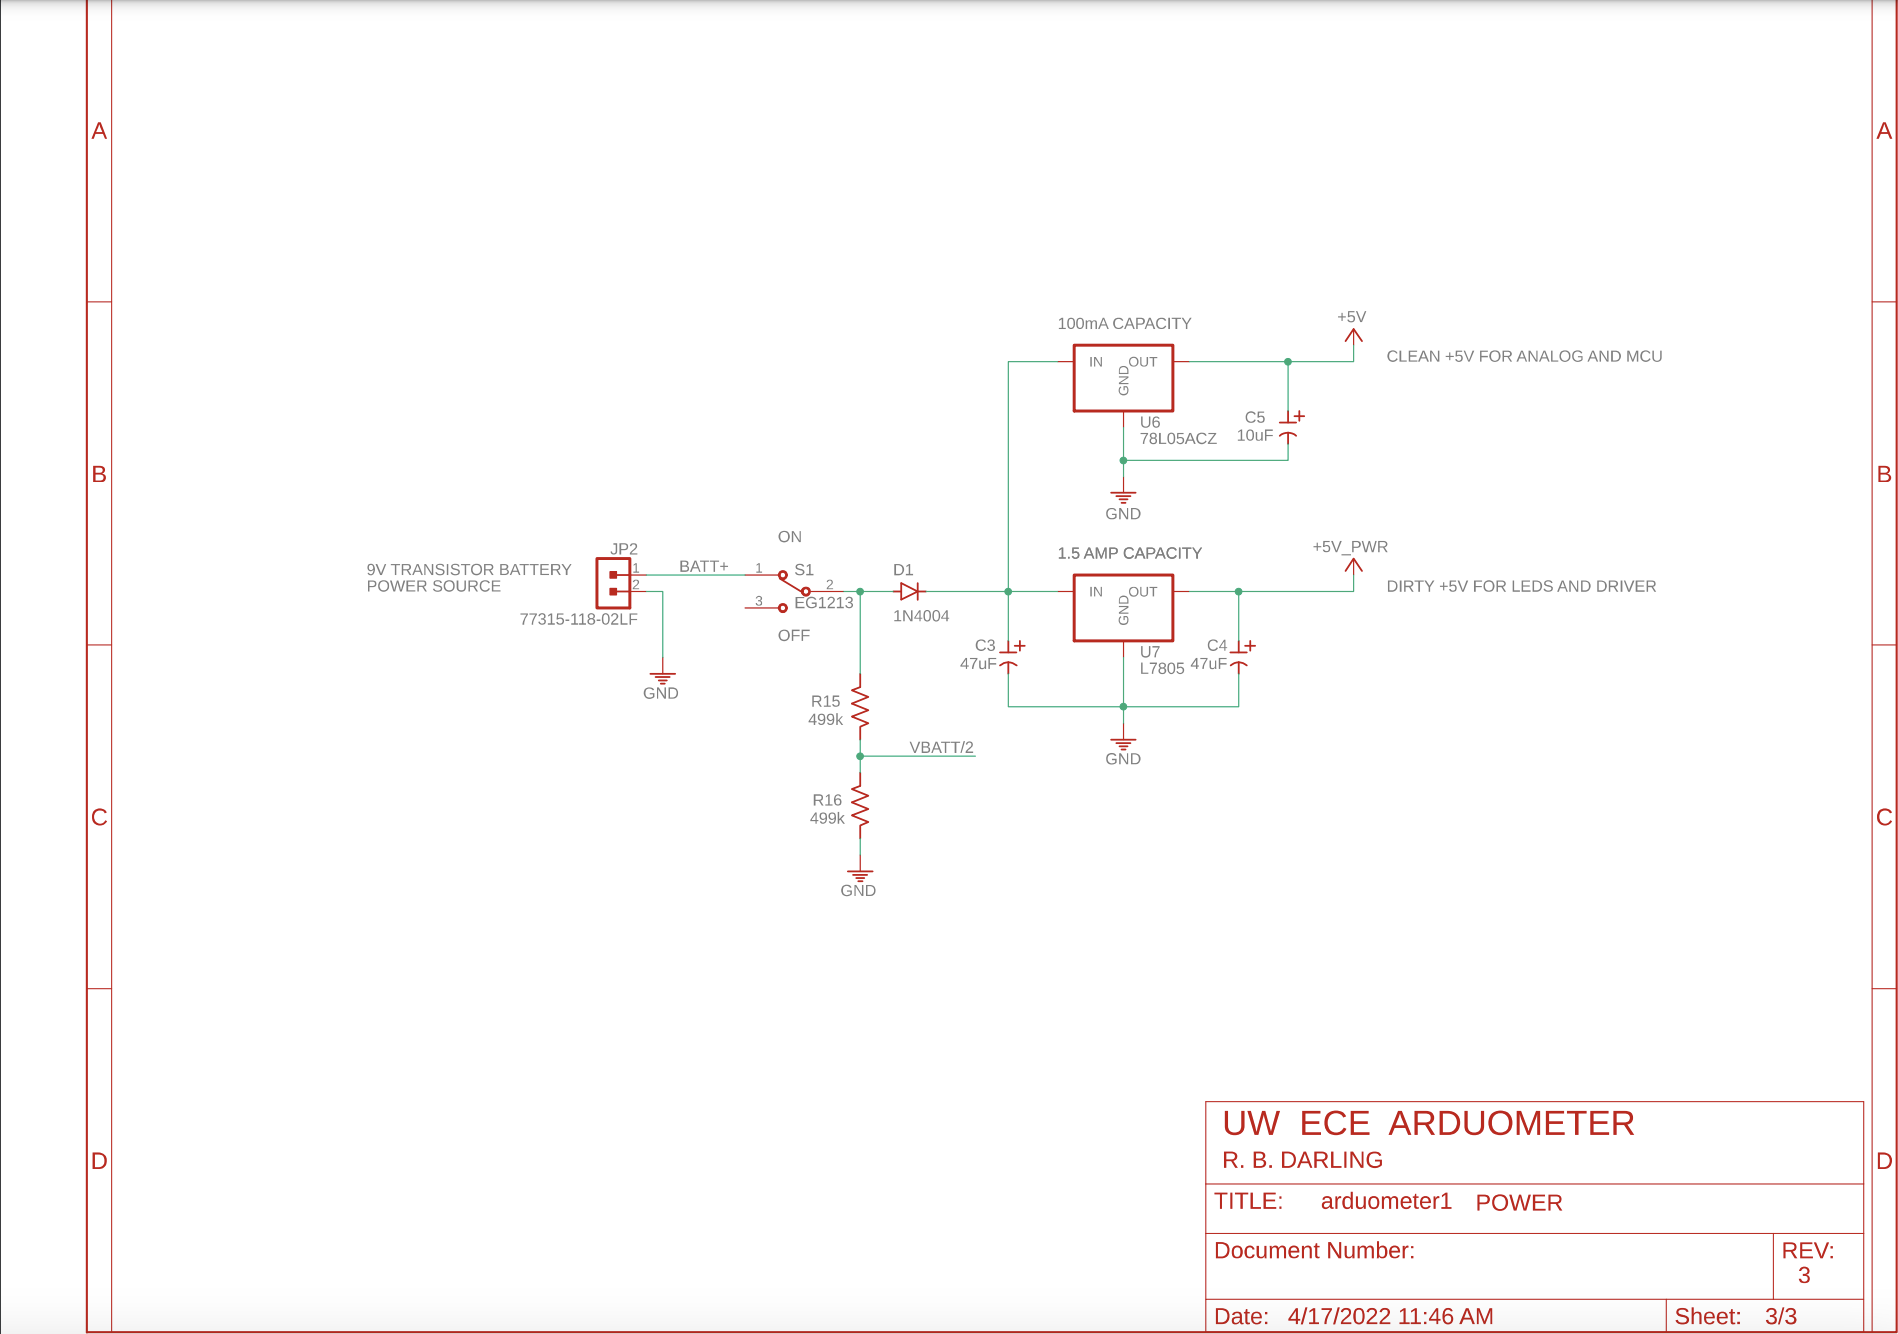 A
A
100mA CAPACITY
+5V
IN
OUT
GND
CLEAN +5V FOR ANALOG AND MCU
U6
78L05ACZ
C5
10uF
B
B
GND
ON
JP2
9V TRANSISTOR BATTERY
POWER SOURCE
1
2
77315-118-02LF
BATT+
1
S1
2
3
EG1213
OFF
D1
1N4004
1.5 AMP CAPACITY
+5V_PWR
IN
OUT
GND
DIRTY +5V FOR LEDS AND DRIVER
C3
47uF
U7
L7805
C4
47uF
GND
R15
499k
VBATT/2
GND
R16
499k
C
C
GND
UW ECE ARDUOMETER
R. B. DARLING
D
D
TITLE: arduometer1 POWER
Document Number:
REV:
3
Date: 4/17/2022 11:46 AM
Sheet: 3/3